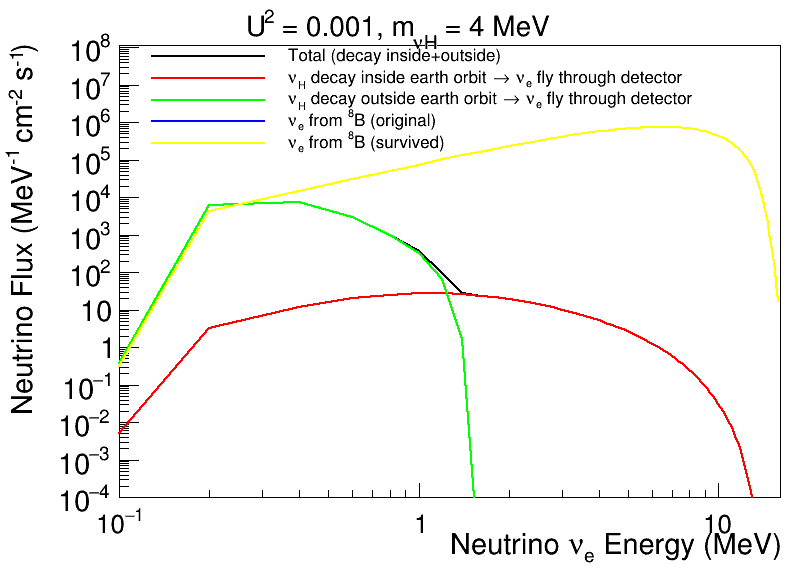 U² = 0.001, m_νH = 4 MeV
Total (decay inside+outside)
ν_H decay inside earth orbit → ν_e fly through detector
ν_H decay outside earth orbit → ν_e fly through detector
ν_e from ⁸B (original)
ν_e from ⁸B (survived)
Neutrino Flux (MeV⁻¹ cm⁻² s⁻¹)
10⁸
10⁷
10⁶
10⁵
10⁴
10³
10²
10
1
10⁻¹
10⁻²
10⁻³
10⁻⁴
10⁻¹ 1 10
Neutrino ν_e Energy (MeV)